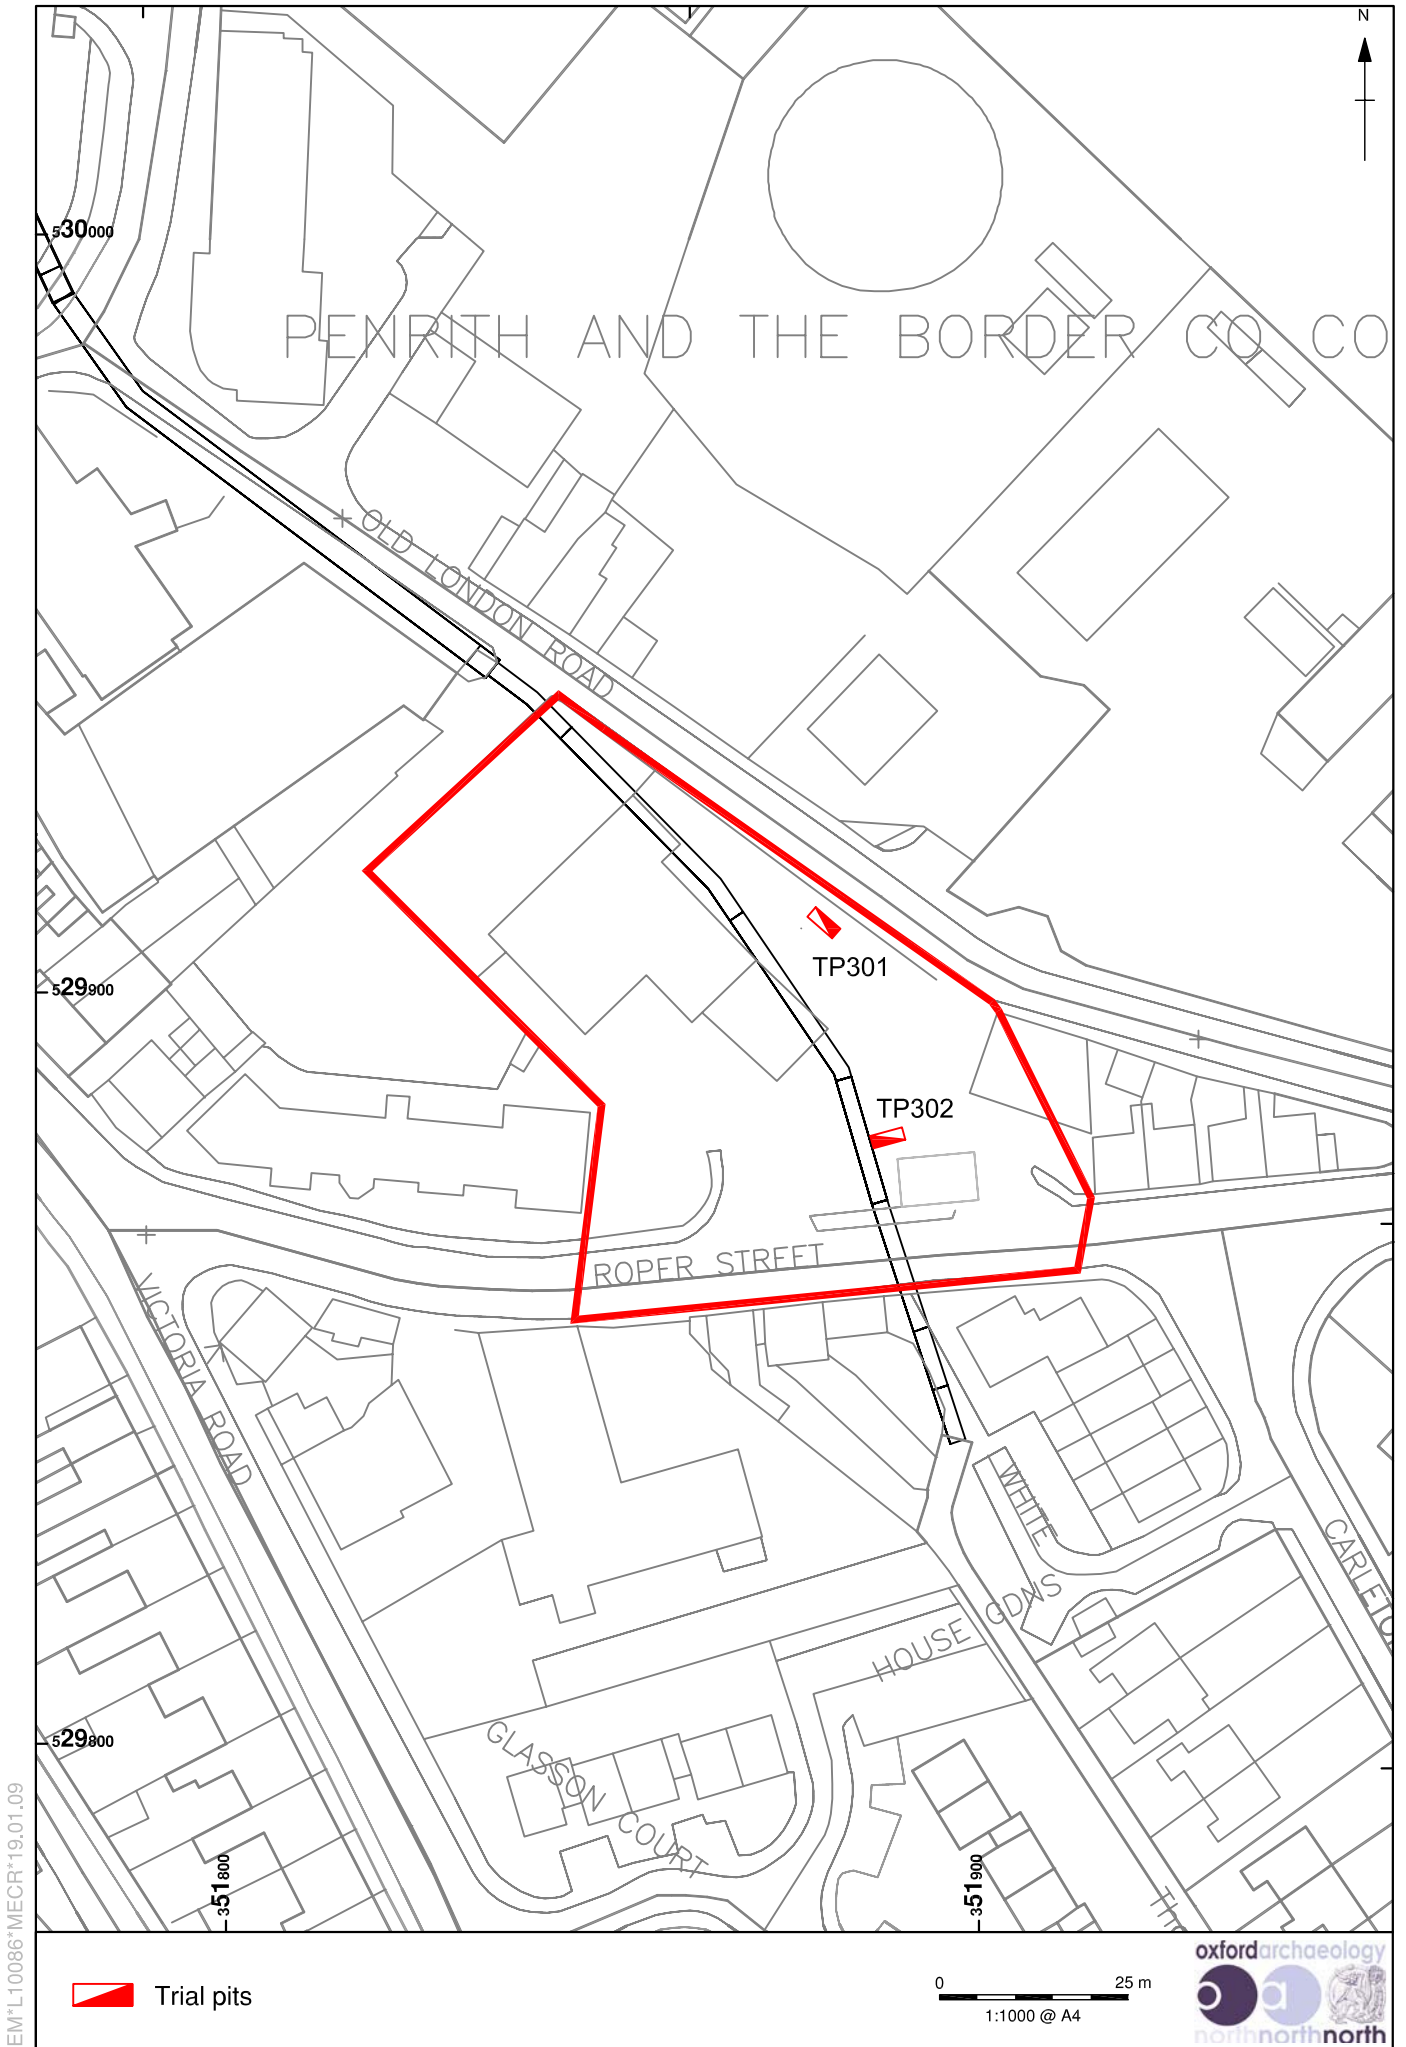 N
530000
PENRITH AND THE BORDER CO CO
OLD LONDON ROAD
529900
TP301
TP302
ROPER STREET
VICTORIA ROAD
WHITE
HOUSE GDNS
GLASSON COURT
529800
351800
351900
EM*L10086*MECR*19.01.09
Trial pits
0 25 m
1:1000 @ A4
oxfordarchaeology
northnorthnorth